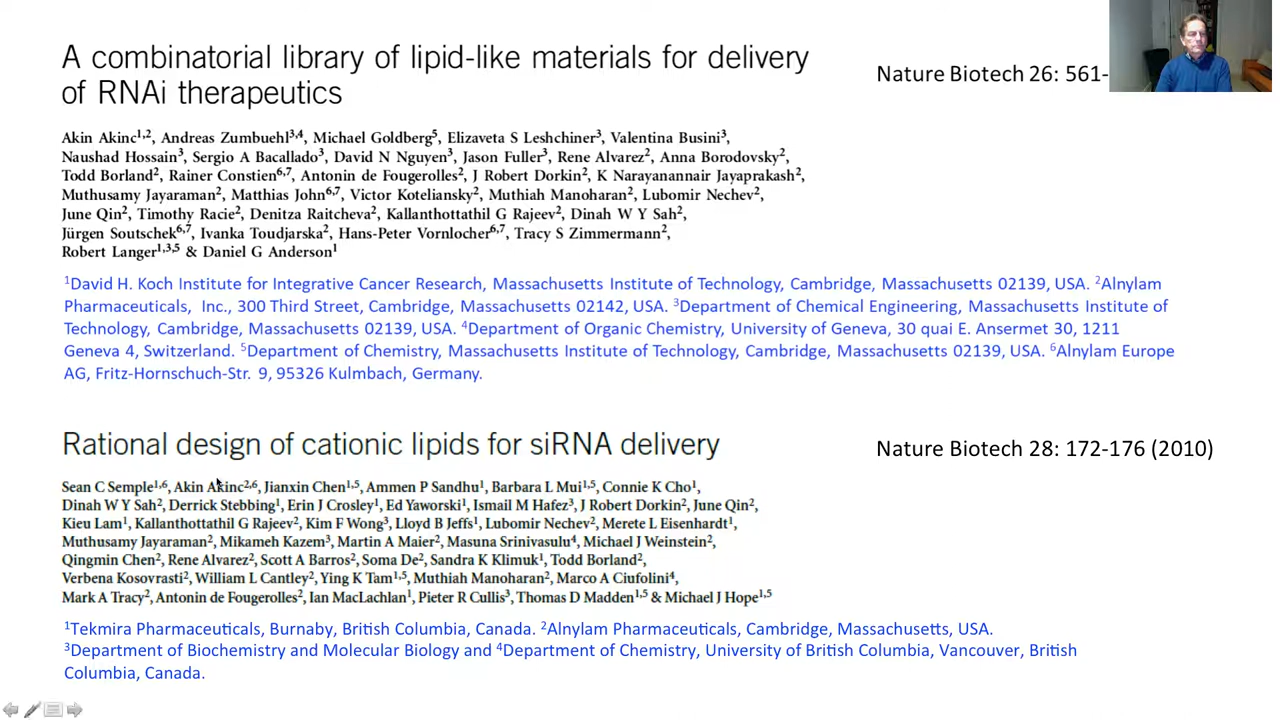 A combinatorial library of lipid-like materials for delivery
of RNAi therapeutics
Nature Biotech 26: 561-
Akin Akinc1,2, Andreas Zumbuehl3,4, Michael Goldberg5, Elizaveta S Leshchiner3, Valentina Busini3,
Naushad Hossain3, Sergio A Bacallado3, David N Nguyen3, Jason Fuller3, Rene Alvarez2, Anna Borodovsky2,
Todd Borland2, Rainer Constien6,7, Antonin de Fougerolles2, J Robert Dorkin2, K Narayanannair Jayaprakash2,
Muthusamy Jayaraman2, Matthias John6,7, Victor Koteliansky2, Muthiah Manoharan2, Lubomir Nechev2,
June Qin2, Timothy Racie2, Denitza Raitcheva2, Kallanthottathil G Rajeev2, Dinah W Y Sah2,
Jürgen Soutschek6,7, Ivanka Toudjarska2, Hans-Peter Vornlocher6,7, Tracy S Zimmermann2,
Robert Langer1,3,5 & Daniel G Anderson1
1David H. Koch Institute for Integrative Cancer Research, Massachusetts Institute of Technology, Cambridge, Massachusetts 02139, USA. 2Alnylam
Pharmaceuticals, Inc., 300 Third Street, Cambridge, Massachusetts 02142, USA. 3Department of Chemical Engineering, Massachusetts Institute of
Technology, Cambridge, Massachusetts 02139, USA. 4Department of Organic Chemistry, University of Geneva, 30 quai E. Ansermet 30, 1211
Geneva 4, Switzerland. 5Department of Chemistry, Massachusetts Institute of Technology, Cambridge, Massachusetts 02139, USA. 6Alnylam Europe
AG, Fritz-Hornschuch-Str. 9, 95326 Kulmbach, Germany.
Rational design of cationic lipids for siRNA delivery
Nature Biotech 28: 172-176 (2010)
Sean C Semple1,6, Akin Akinc2,6, Jianxin Chen1,5, Ammen P Sandhu1, Barbara L Mui1,5, Connie K Cho1,
Dinah W Y Sah2, Derrick Stebbing1, Erin J Crosley1, Ed Yaworski1, Ismail M Hafez3, J Robert Dorkin2, June Qin2,
Kieu Lam1, Kallanthottathil G Rajeev2, Kim F Wong3, Lloyd B Jeffs1, Lubomir Nechev2, Merete L Eisenhardt1,
Muthusamy Jayaraman2, Mikameh Kazem3, Martin A Maier2, Masuna Srinivasulu4, Michael J Weinstein2,
Qingmin Chen2, Rene Alvarez2, Scott A Barros2, Soma De2, Sandra K Klimuk1, Todd Borland2,
Verbena Kosovrasti2, William L Cantley2, Ying K Tam1,5, Muthiah Manoharan2, Marco A Ciufolini4,
Mark A Tracy2, Antonin de Fougerolles2, Ian MacLachlan1, Pieter R Cullis3, Thomas D Madden1,5 & Michael J Hope1,5
1Tekmira Pharmaceuticals, Burnaby, British Columbia, Canada. 2Alnylam Pharmaceuticals, Cambridge, Massachusetts, USA.
3Department of Biochemistry and Molecular Biology and 4Department of Chemistry, University of British Columbia, Vancouver, British
Columbia, Canada.